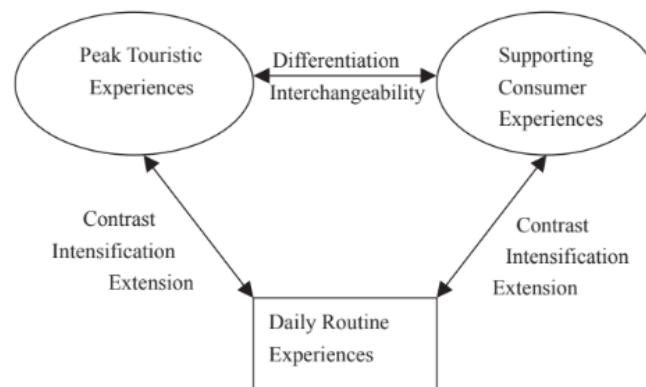 Peak Touristic
Experiences
Differentiation
Interchangeability
Supporting
Consumer
Experiences
Contrast
Intensification
Extension
Contrast
Intensification
Extension
Daily Routine
Experiences